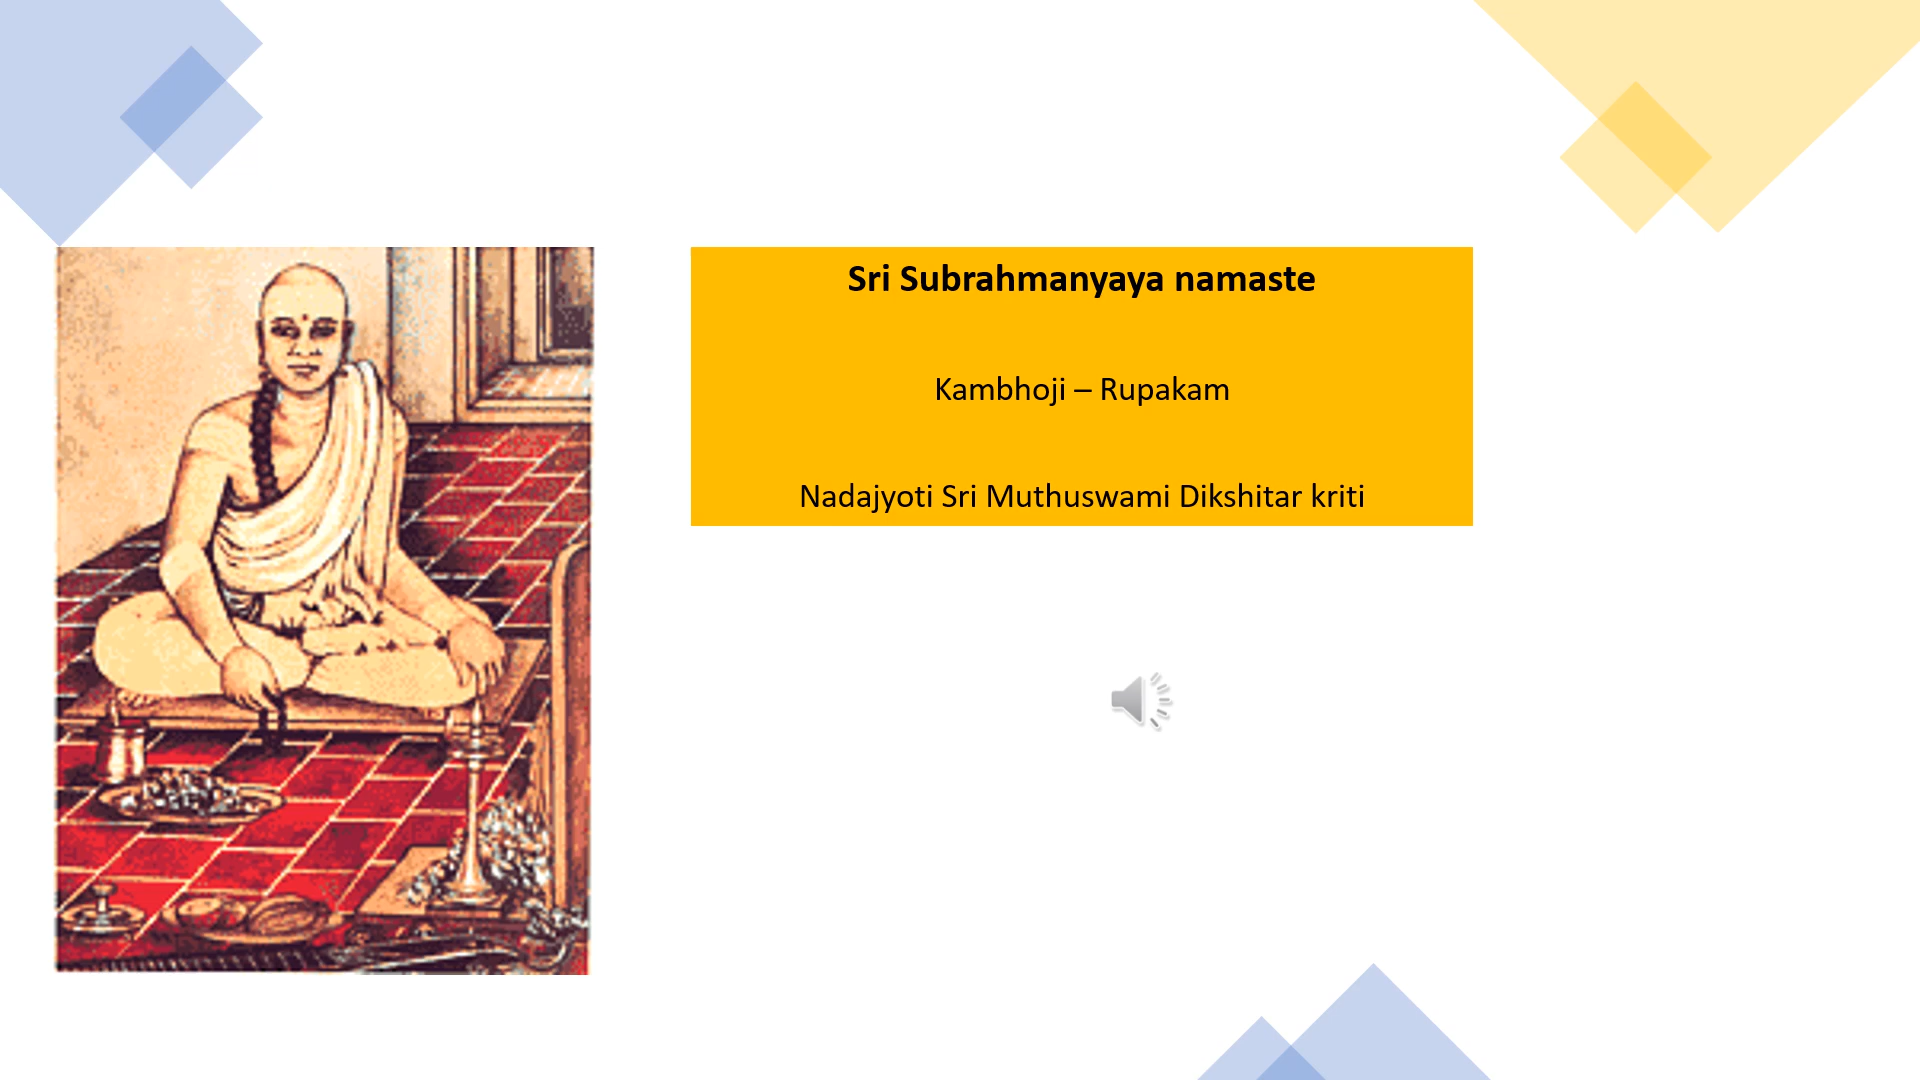 Sri Subrahmanyaya namaste
Kambhoji – Rupakam
Nadajyoti Sri Muthuswami Dikshitar kriti